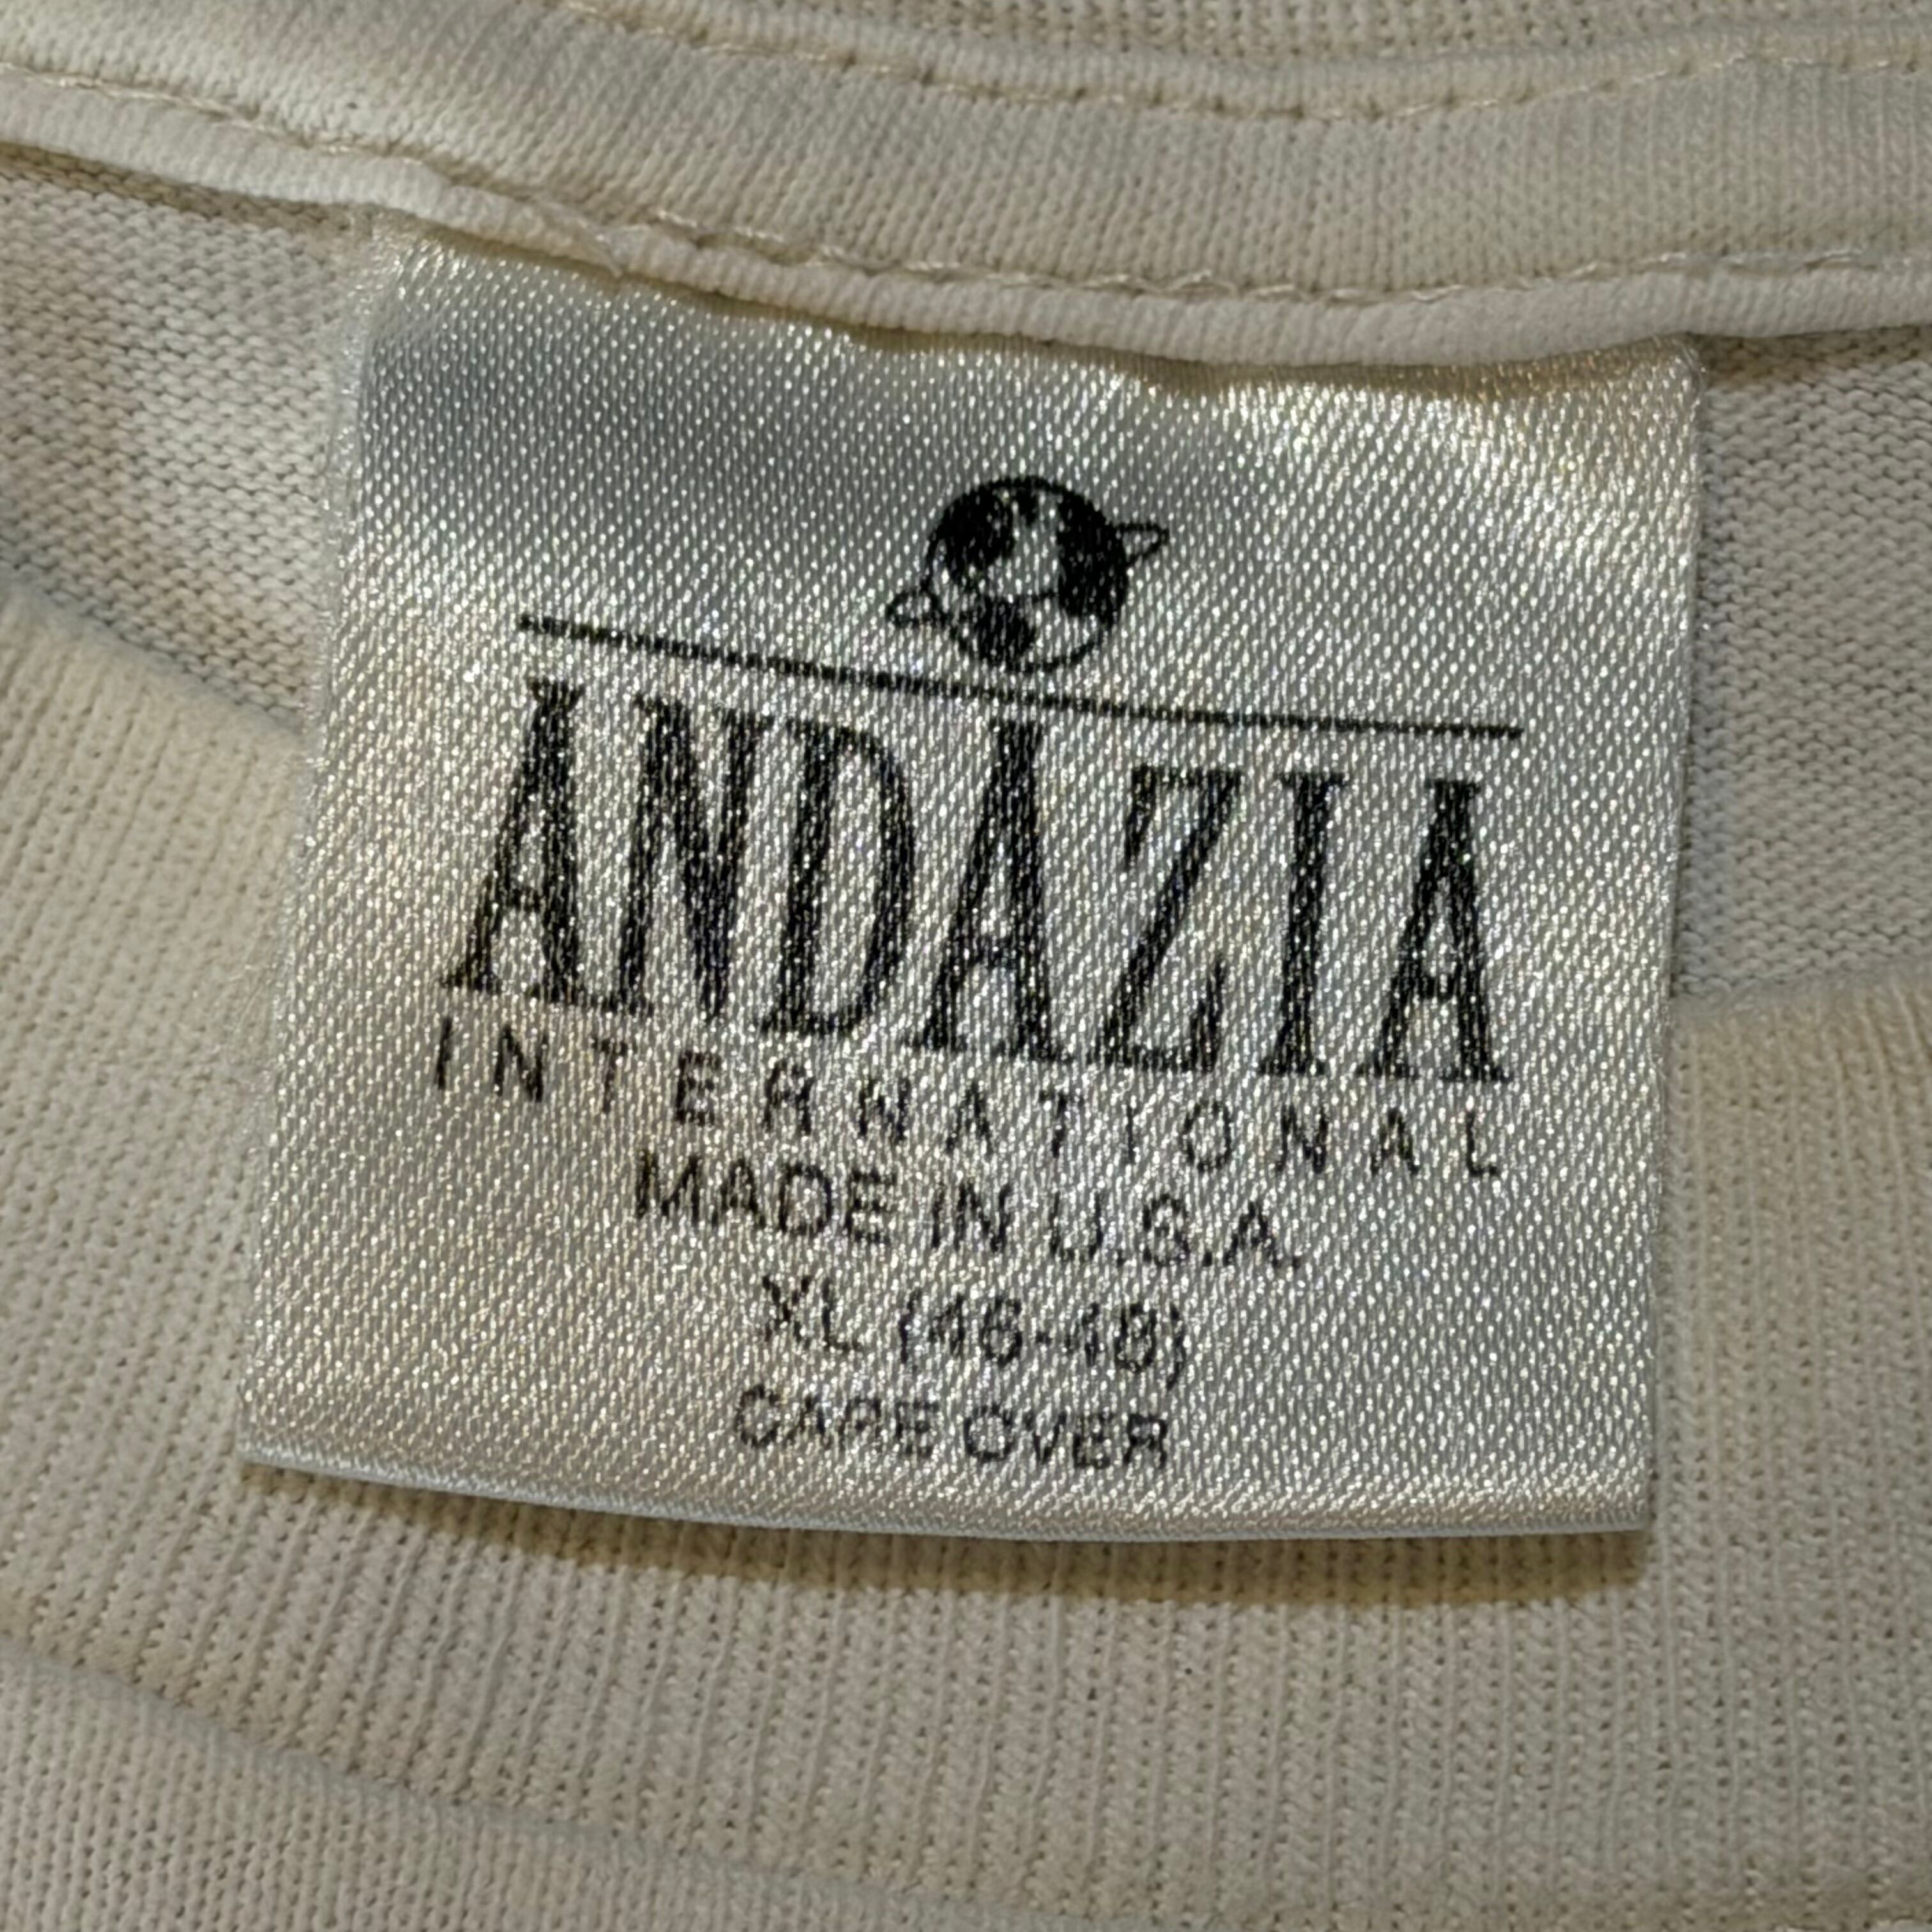 ANDAZIA
INTERNATIONAL
MADE IN U.S.A.
XL (46-48)
CARE OVER